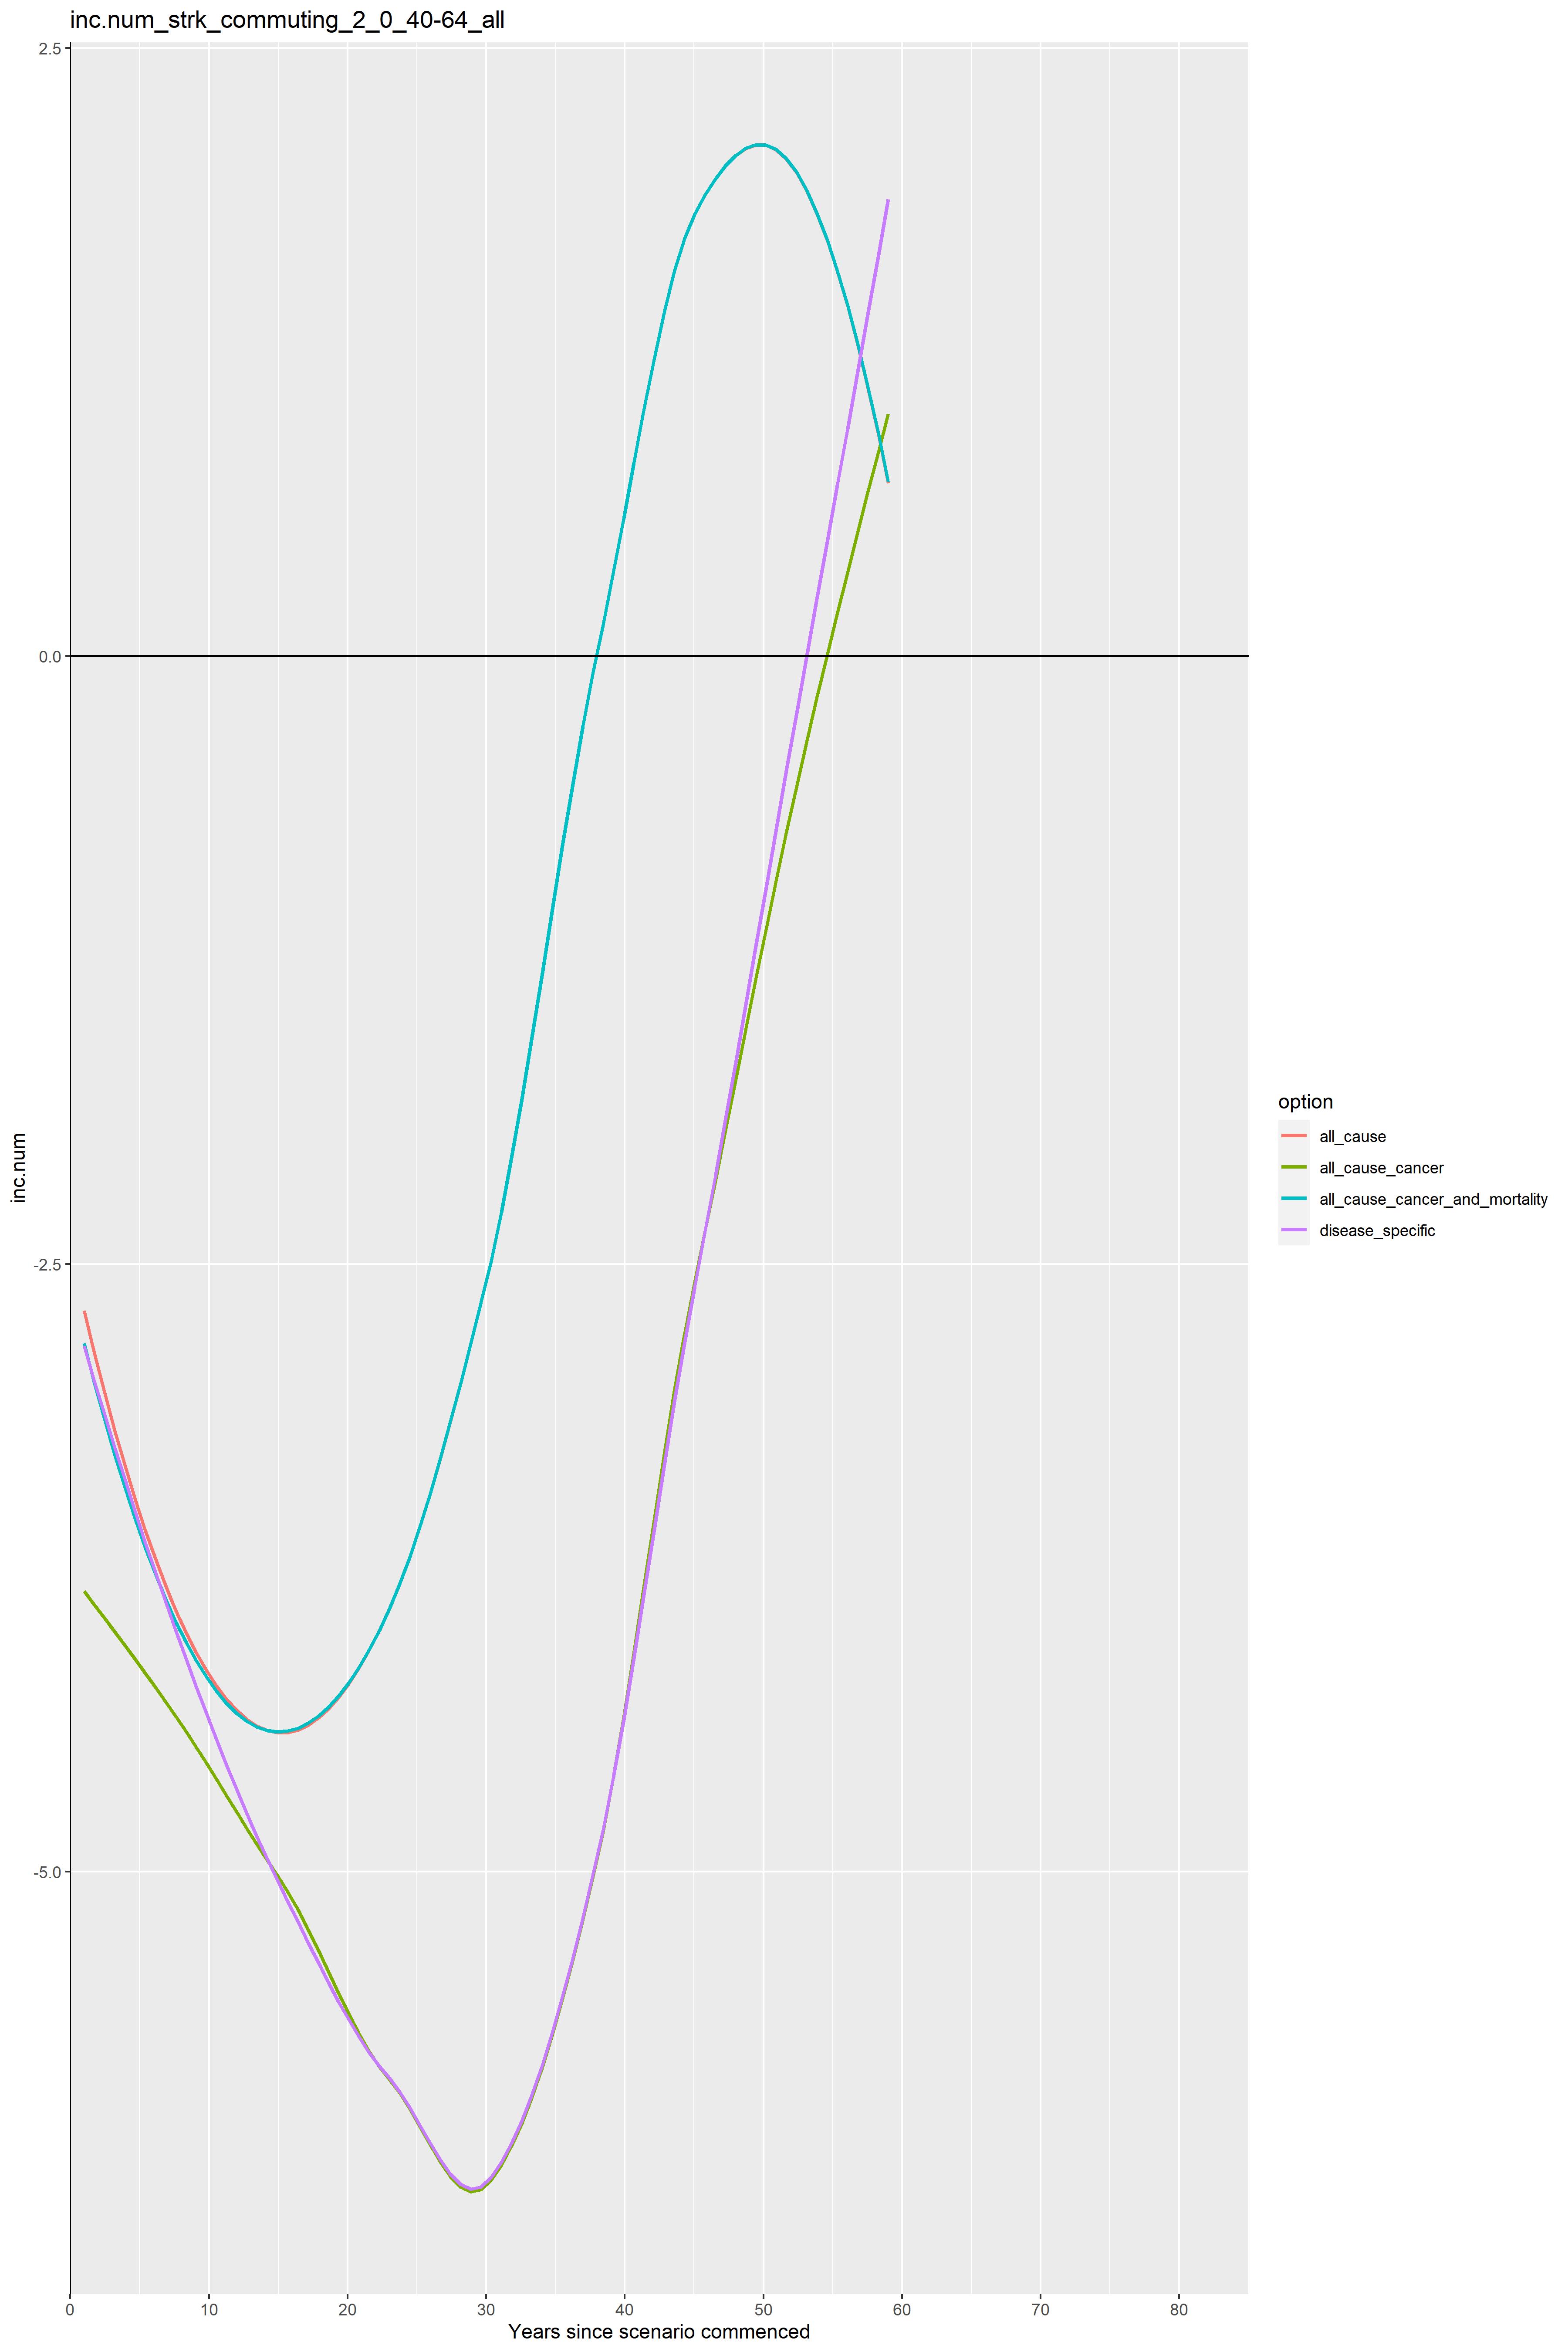 inc.num_strk_commuting_2_0_40-64_all
2.5
0.0
-2.5
-5.0
inc.num
0 10 20 30 40 50 60 70 80
Years since scenario commenced
option
all_cause
all_cause_cancer
all_cause_cancer_and_mortality
disease_specific